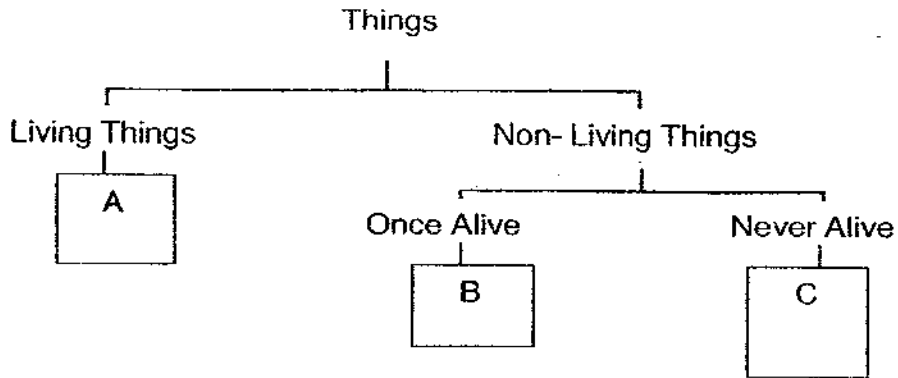 Things
Living Things
Non- Living Things
A
Once Alive
Never Alive
B
C